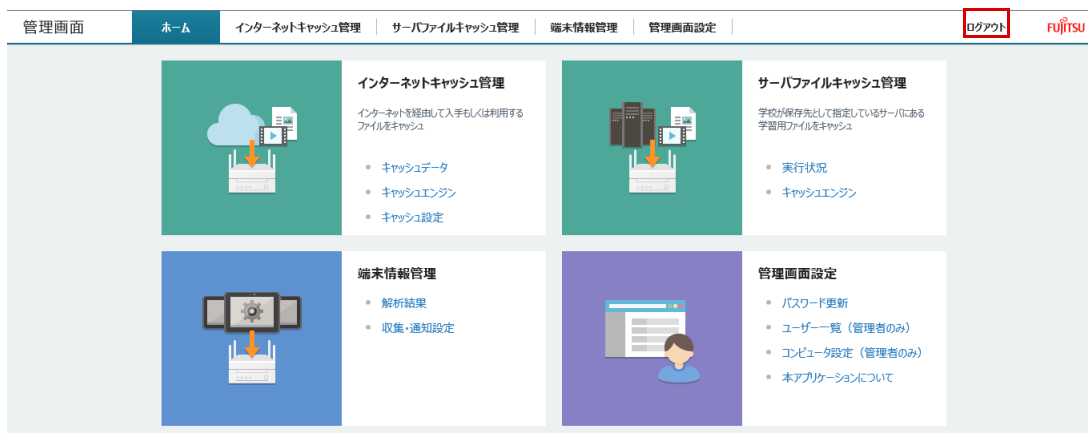 管理画面
ホーム
インターネットキャッシュ管理
サーバファイルキャッシュ管理
端末情報管理
管理画面設定
ログアウト
FUJITSU
インターネットキャッシュ管理
インターネットを経由して入手もしくは利用する
ファイルをキャッシュ
キャッシュデータ
キャッシュエンジン
キャッシュ設定
サーバファイルキャッシュ管理
学校が保存先として指定しているサーバにある
学習用ファイルをキャッシュ
実行状況
キャッシュエンジン
端末情報管理
解析結果
収集・通知設定
管理画面設定
パスワード更新
ユーザー一覧（管理者のみ）
コンピュータ設定（管理者のみ）
本アプリケーションについて